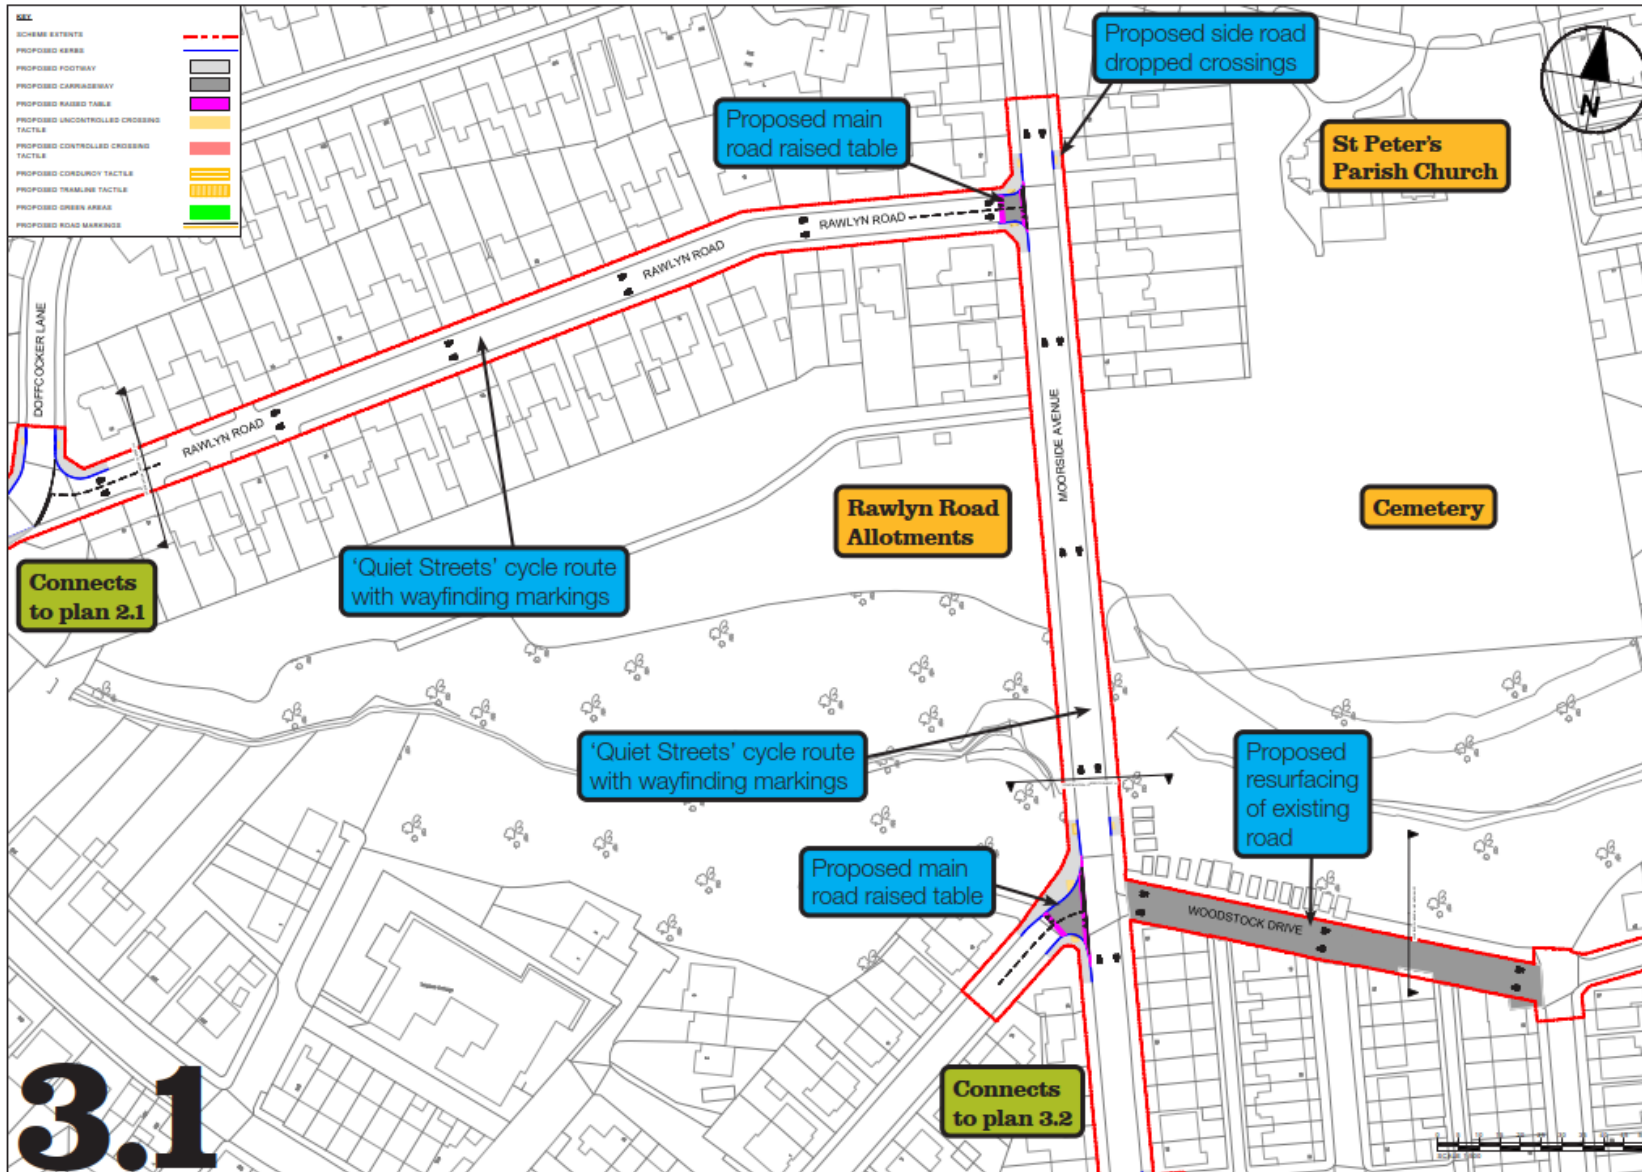 KEY
SCHEME EXTENTS
PROPOSED KERBS
PROPOSED FOOTWAY
PROPOSED CARRIAGEWAY
PROPOSED RAISED TABLE
PROPOSED UNCONTROLLED CROSSING
TACTILE
PROPOSED CONTROLLED CROSSING
TACTILE
PROPOSED CORDUROY TACTILE
PROPOSED TRAMLINE TACTILE
PROPOSED GREEN AREAS
PROPOSED ROAD MARKINGS
Proposed side road
dropped crossings
N
Proposed main
road raised table
St Peter's
Parish Church
RAWLYN ROAD
RAWLYN ROAD
DOFFCOCKER LANE
RAWLYN ROAD
MOORSIDE AVENUE
Rawlyn Road
Allotments
Cemetery
'Quiet Streets' cycle route
with wayfinding markings
Connects
to plan 2.1
'Quiet Streets' cycle route
with wayfinding markings
Proposed
resurfacing
of existing
road
Proposed main
road raised table
WOODSTOCK DRIVE
Connects
to plan 3.2
3.1